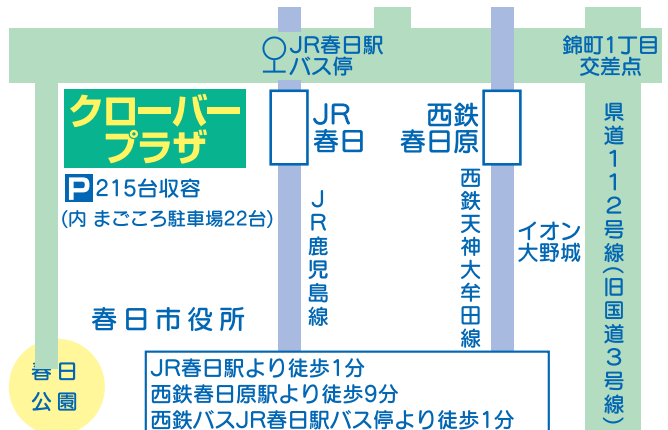 JR春日駅
バス停
錦町1丁目
交差点
クローバー
プラザ
JR
春日
西鉄
春日原
P215台収容
(内 まごころ駐車場22台)
JR鹿児島線
西鉄天神大牟田線
イオン
大野城
県道112号線(旧国道3号線)
春日市役所
春日
公園
JR春日駅より徒歩1分
西鉄春日原駅より徒歩9分
西鉄バスJR春日駅バス停より徒歩1分